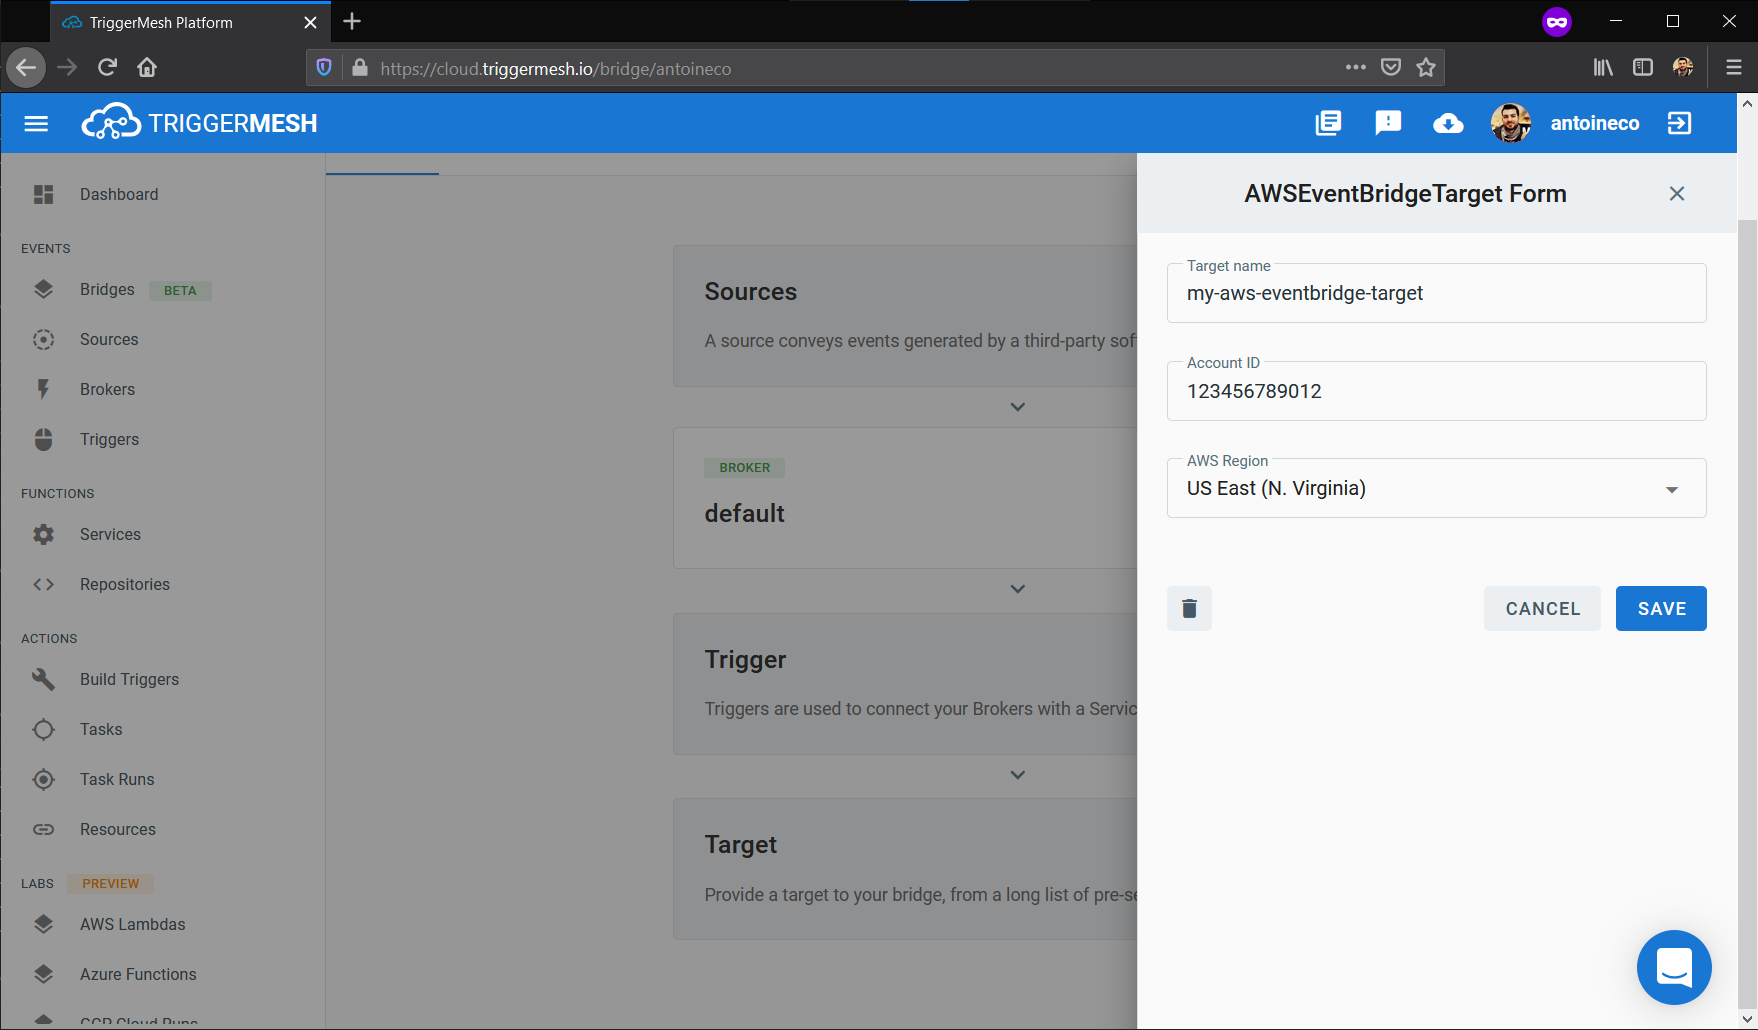 TriggerMesh Platform
https://cloud.triggermesh.io/bridge/antoineco
TRIGGERMESH
antoineco
Dashboard
EVENTS
Bridges BETA
Sources
Brokers
Triggers
FUNCTIONS
Services
Repositories
ACTIONS
Build Triggers
Tasks
Task Runs
Resources
LABS PREVIEW
AWS Lambdas
Azure Functions
GCP Cloud Runs
Sources
A source conveys events generated by a third-party sof
BROKER
default
Trigger
Triggers are used to connect your Brokers with a Servic
Target
Provide a target to your bridge, from a long list of pre-se
AWSEventBridgeTarget Form
Target name
my-aws-eventbridge-target
Account ID
123456789012
AWS Region
US East (N. Virginia)
CANCEL SAVE